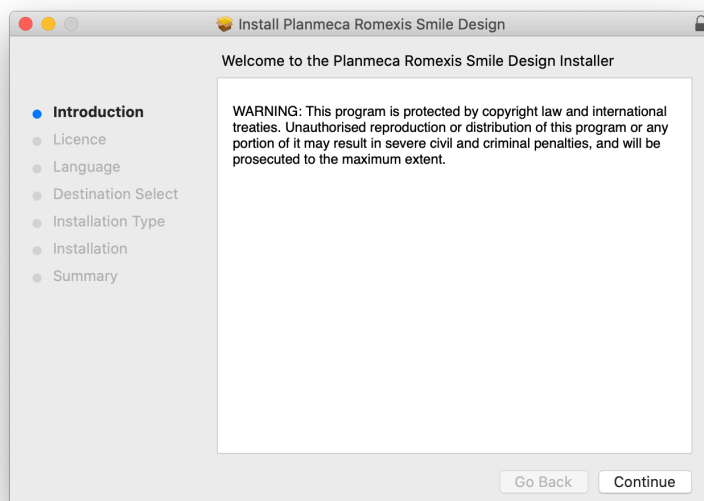 Install Planmeca Romexis Smile Design
Welcome to the Planmeca Romexis Smile Design Installer
Introduction
Licence
Language
Destination Select
Installation Type
Installation
Summary
WARNING: This program is protected by copyright law and international
treaties. Unauthorised reproduction or distribution of this program or any
portion of it may result in severe civil and criminal penalties, and will be
prosecuted to the maximum extent.
Go Back
Continue